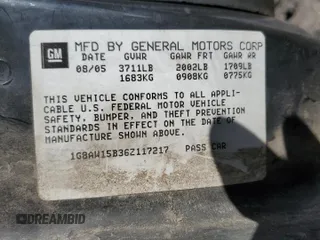 GM
MFD BY GENERAL MOTORS CORP
DATE GVWR GAWR FRT GAWR RR
08/05 3711LB 2002LB 1709LB
1683KG 0908KG 0775KG
THIS VEHICLE CONFORMS TO ALL APPLI-
CABLE U.S. FEDERAL MOTOR VEHICLE
SAFETY, BUMPER, AND THEFT PREVENTION
STANDARDS IN EFFECT ON THE DATE OF
MANUFACTURE SHOWN ABOVE.
1G8AW15B36Z117217 PASS CAR
DREAMBID